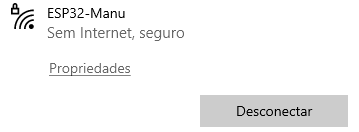 ESP32-Manu
Sem Internet, seguro
Propriedades
Desconectar